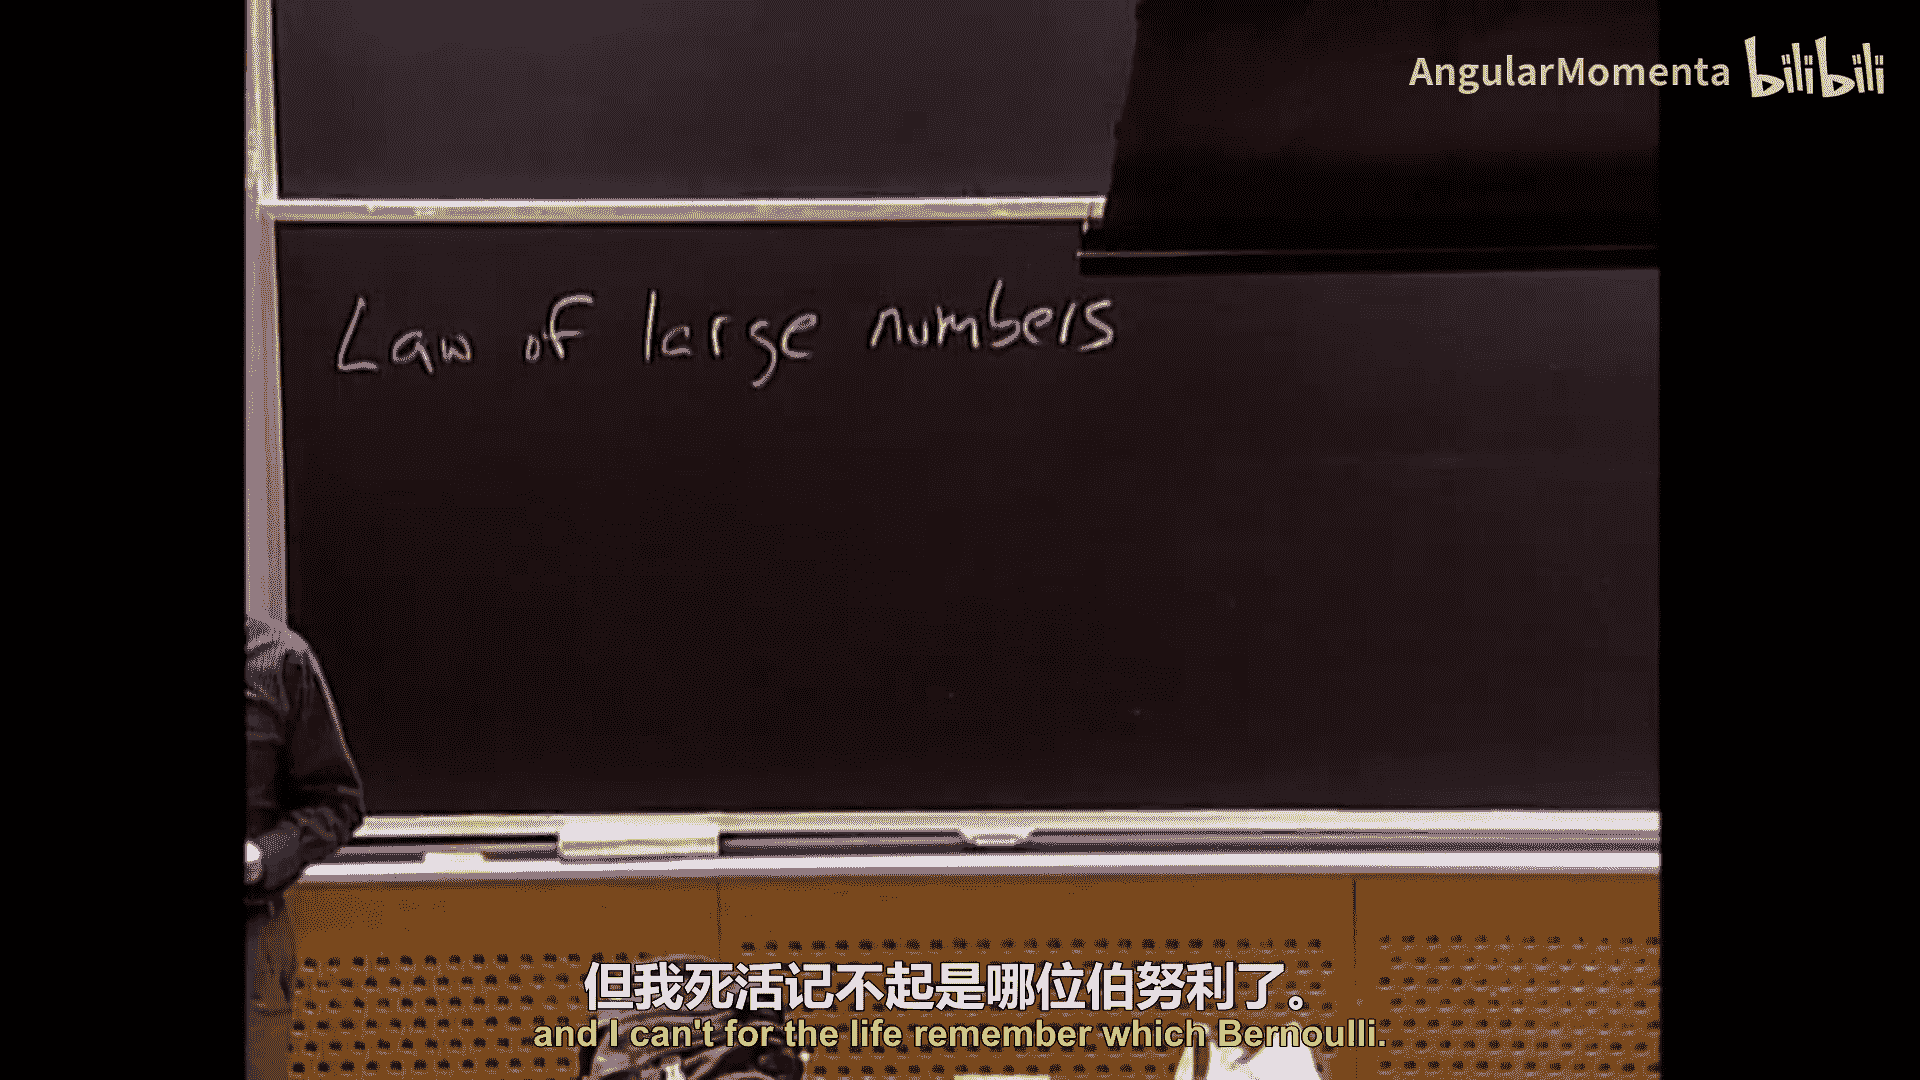 AngularMomenta bilibili
Law of large numbers
但我死活记不起是哪位伯努利了。
and I can't for the life remember which Bernoulli.